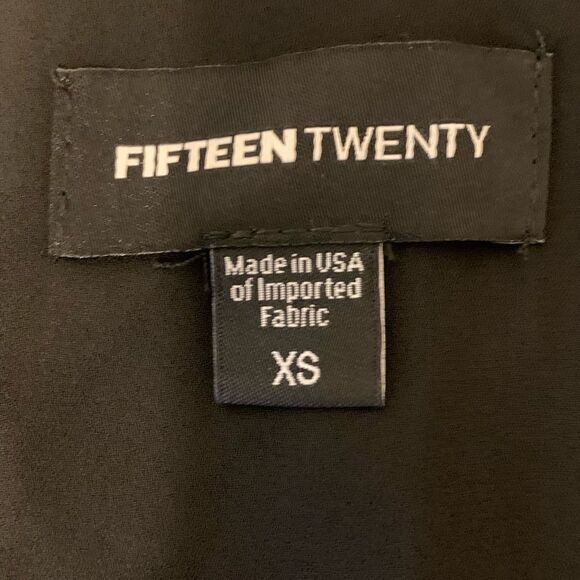 FIFTEEN TWENTY
Made in USA
of Imported
Fabric
XS